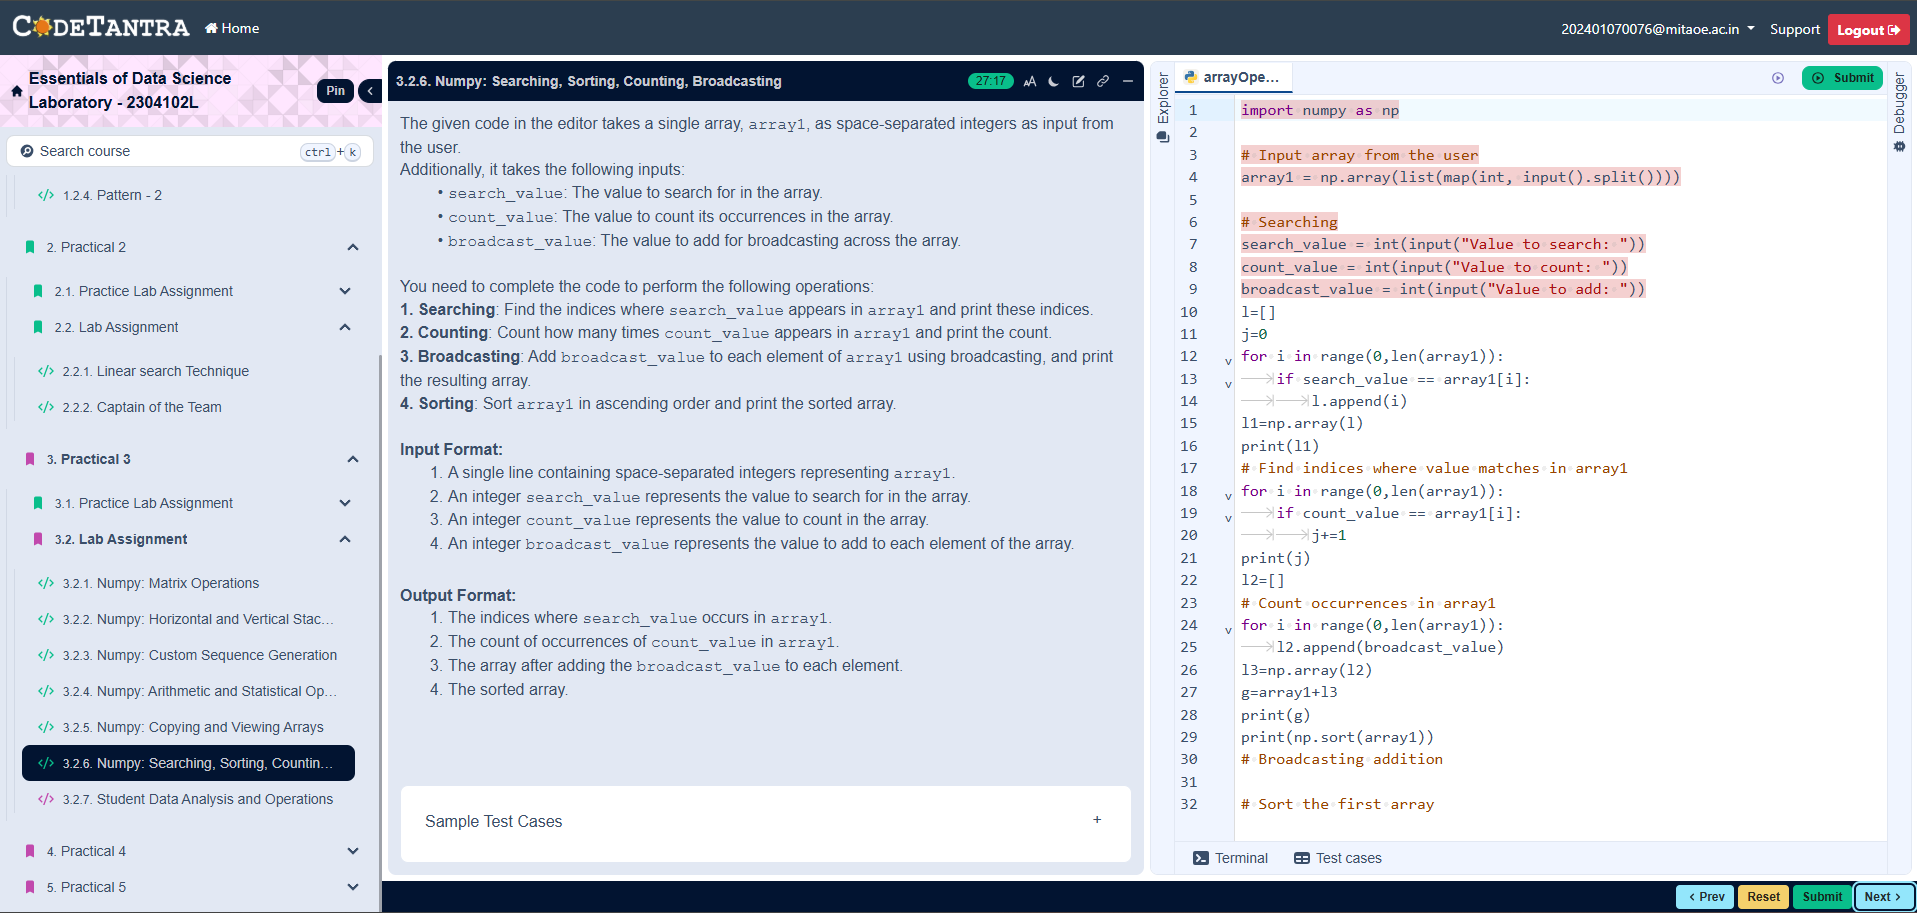 CODETANTRA
Home
202401070076@mitaoe.ac.in
Support
Logout
Essentials of Data Science
Laboratory - 2304102L
Pin
Search course
ctrl + k
1.2.4. Pattern - 2
2. Practical 2
2.1. Practice Lab Assignment
2.2. Lab Assignment
2.2.1. Linear search Technique
2.2.2. Captain of the Team
3. Practical 3
3.1. Practice Lab Assignment
3.2. Lab Assignment
3.2.1. Numpy: Matrix Operations
3.2.2. Numpy: Horizontal and Vertical Stac...
3.2.3. Numpy: Custom Sequence Generation
3.2.4. Numpy: Arithmetic and Statistical Op...
3.2.5. Numpy: Copying and Viewing Arrays
3.2.6. Numpy: Searching, Sorting, Countin...
3.2.7. Student Data Analysis and Operations
4. Practical 4
5. Practical 5
3.2.6. Numpy: Searching, Sorting, Counting, Broadcasting
27:17
AA
The given code in the editor takes a single array, array1, as space-separated integers as input from
the user.
Additionally, it takes the following inputs:
• search_value: The value to search for in the array.
• count_value: The value to count its occurrences in the array.
• broadcast_value: The value to add for broadcasting across the array.
You need to complete the code to perform the following operations:
1. Searching: Find the indices where search_value appears in array1 and print these indices.
2. Counting: Count how many times count_value appears in array1 and print the count.
3. Broadcasting: Add broadcast_value to each element of array1 using broadcasting, and print
the resulting array.
4. Sorting: Sort array1 in ascending order and print the sorted array.
Input Format:
1. A single line containing space-separated integers representing array1.
2. An integer search_value represents the value to search for in the array.
3. An integer count_value represents the value to count in the array.
4. An integer broadcast_value represents the value to add to each element of the array.
Output Format:
1. The indices where search_value occurs in array1.
2. The count of occurrences of count_value in array1.
3. The array after adding the broadcast_value to each element.
4. The sorted array.
Sample Test Cases
+
Explorer
arrayOpe...
Submit
Debugger
1 import numpy as np
2
3 # Input array from the user
4 array1 = np.array(list(map(int, input().split())))
5
6 # Searching
7 search_value = int(input("Value to search: "))
8 count_value = int(input("Value to count: "))
9 broadcast_value = int(input("Value to add: "))
10 l=[]
11 j=0
12 for i in range(0,len(array1)):
13 if search_value == array1[i]:
14 l.append(i)
15 l1=np.array(l)
16 print(l1)
17 # Find indices where value matches in array1
18 for i in range(0,len(array1)):
19 if count_value == array1[i]:
20 j+=1
21 print(j)
22 l2=[]
23 # Count occurrences in array1
24 for i in range(0,len(array1)):
25 l2.append(broadcast_value)
26 l3=np.array(l2)
27 g=array1+l3
28 print(g)
29 print(np.sort(array1))
30 # Broadcasting addition
31
32 # Sort the first array
Terminal
Test cases
Prev
Reset
Submit
Next